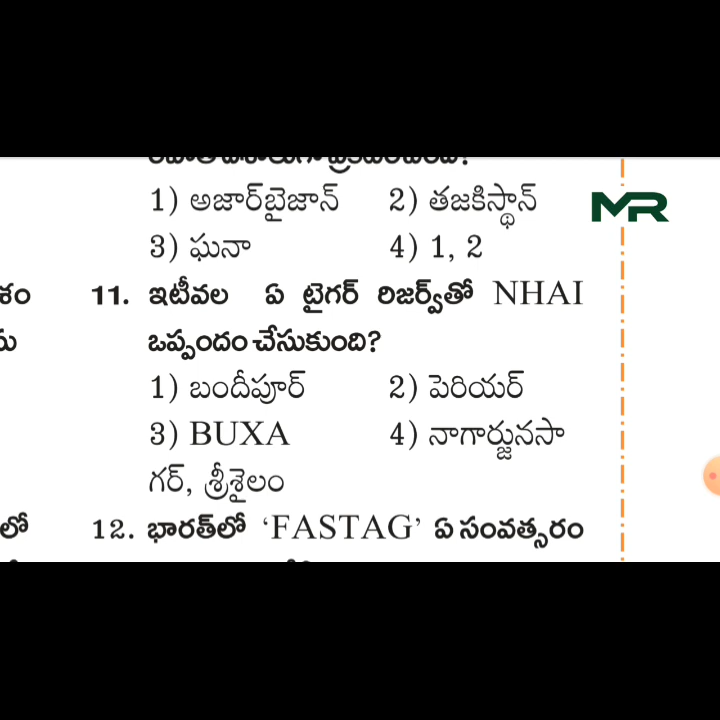 1) అజార్‌బైజాన్ 2) తజకిస్థాన్
3) ఘనా 4) 1, 2
11. ఇటీవల ఏ టైగర్ రిజర్వ్‌తో NHAI
ఒప్పందం చేసుకుంది?
1) బందీపూర్ 2) పెరియర్
3) BUXA 4) నాగార్జునసా
గర్, శ్రీశైలం
12. భారత్‌లో ‘FASTAG’ ఏ సంవత్సరం
MR